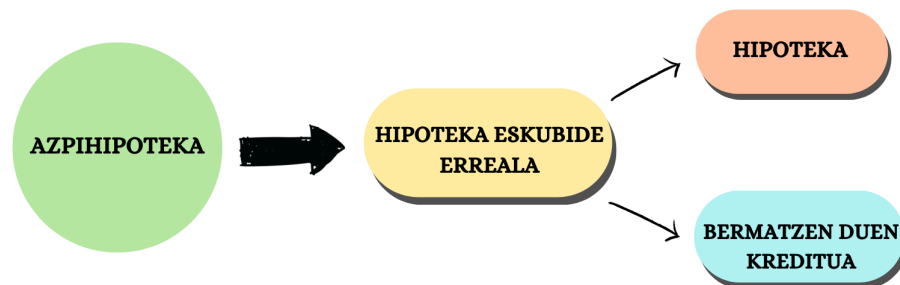 AZPIHIPOTEKA
HIPOTEKA ESKUBIDE
ERREALA
HIPOTEKA
BERMATZEN DUEN
KREDITUA